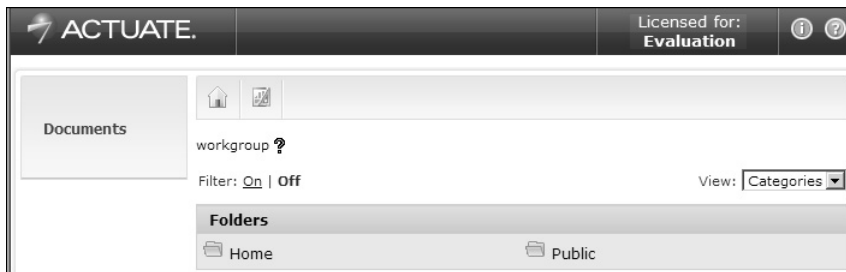 ACTUATE.
Licensed for:
Evaluation
Documents
workgroup ?
Filter: On | Off
View: Categories
Folders
Home
Public